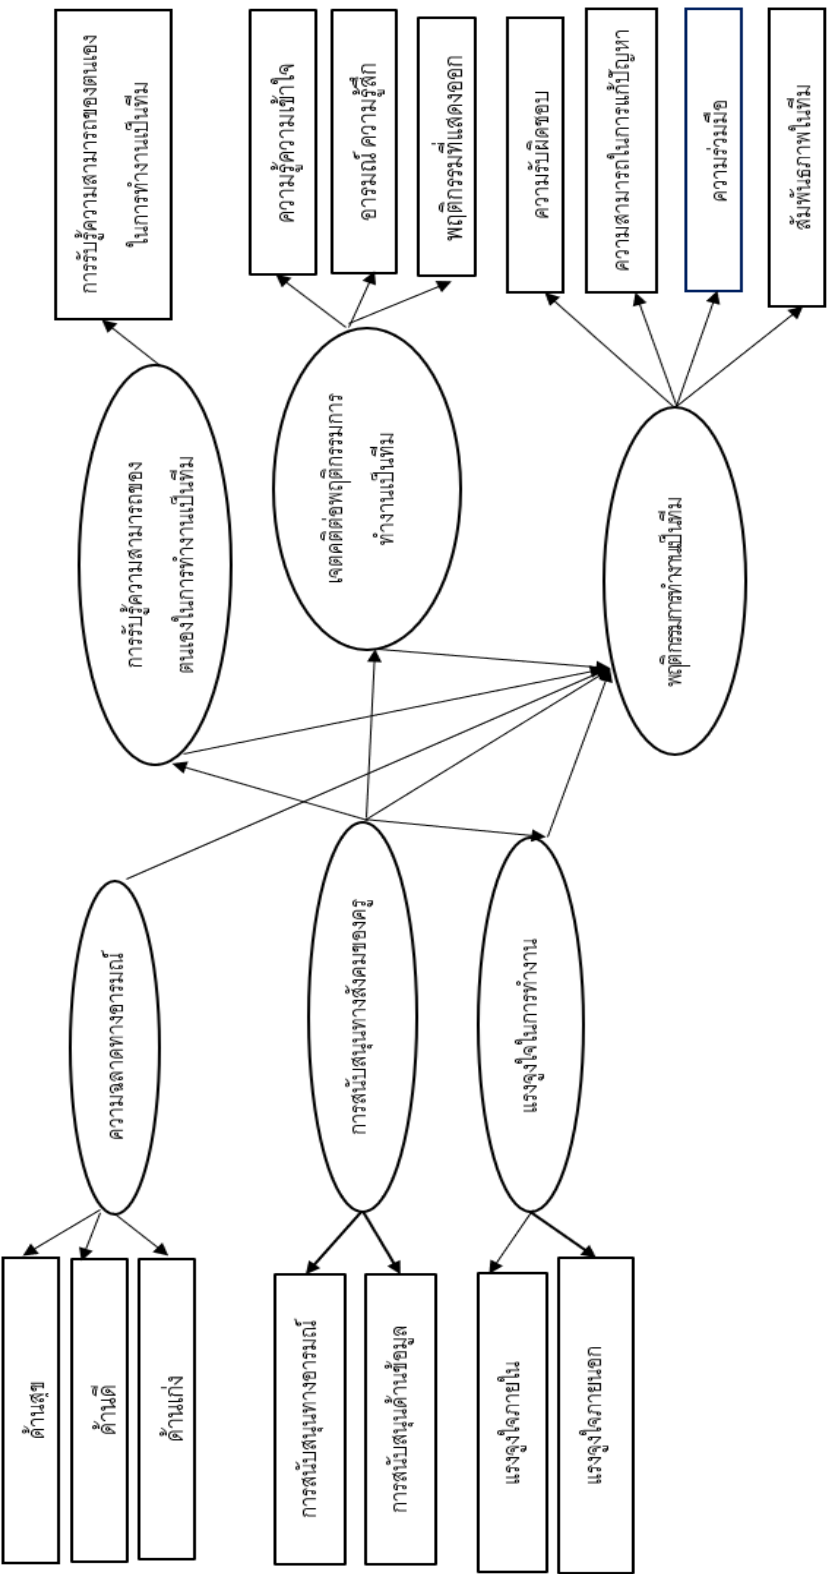 ด้านสุข
ด้านดี
ด้านเก่ง
ความฉลาดทางอารมณ์
การรับรู้ความสามารถของ
ตนเองในการทำงานเป็นทีม
การรับรู้ความสามารถของตนเอง
ในการทำงานเป็นทีม
การสนับสนุนทางอารมณ์
การสนับสนุนด้านข้อมูล
การสนับสนุนทางสังคมของครู
เจตคติต่อพฤติกรรมการ
ทำงานเป็นทีม
ความรู้ความเข้าใจ
อารมณ์ ความรู้สึก
พฤติกรรมที่แสดงออก
แรงจูงใจภายใน
แรงจูงใจภายนอก
แรงจูงใจในการทำงาน
พฤติกรรมการทำงานเป็นทีม
ความรับผิดชอบ
ความสามารถในการแก้ปัญหา
ความร่วมมือ
สัมพันธภาพในทีม